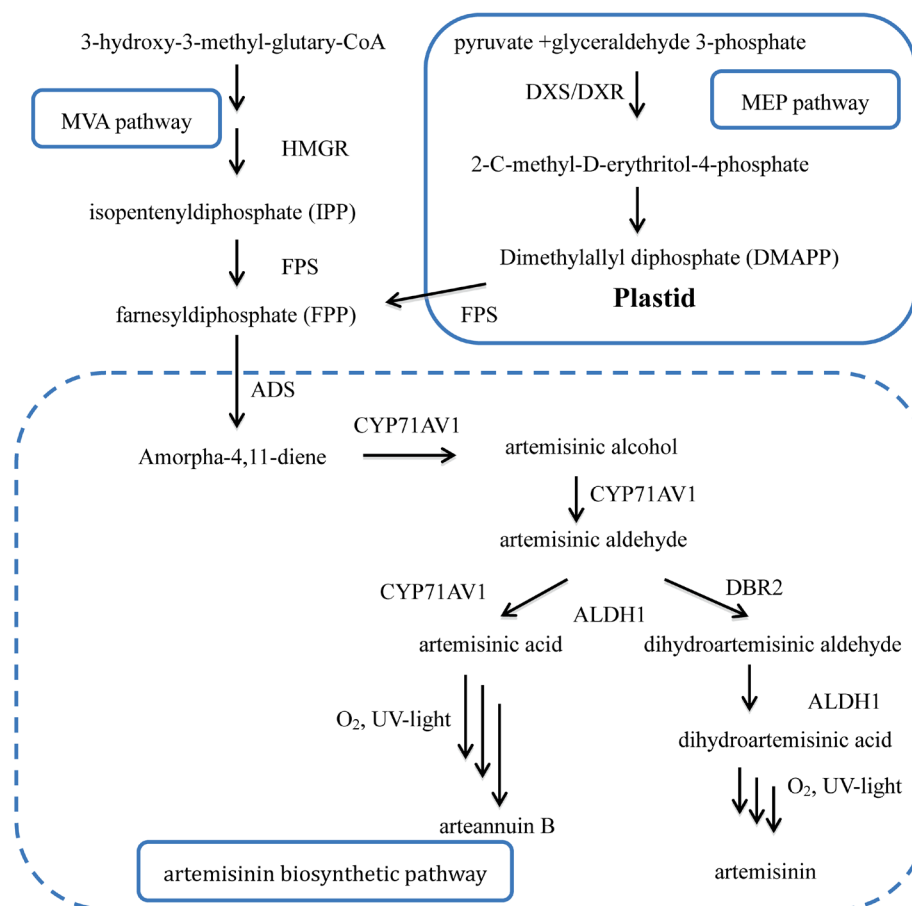 3-hydroxy-3-methyl-glutary-CoA
MVA pathway
HMGR
isopentenyldiphosphate (IPP)
FPS
farnesyldiphosphate (FPP)
pyruvate +glyceraldehyde 3-phosphate
DXS/DXR
MEP pathway
2-C-methyl-D-erythritol-4-phosphate
Dimethylallyl diphosphate (DMAPP)
Plastid
FPS
ADS
Amorpha-4,11-diene
CYP71AV1
artemisinic alcohol
CYP71AV1
artemisinic aldehyde
CYP71AV1
ALDH1
DBR2
artemisinic acid
dihydroartemisinic aldehyde
O₂, UV-light
ALDH1
dihydroartemisinic acid
O₂, UV-light
arteannuin B
artemisinin
artemisinin biosynthetic pathway